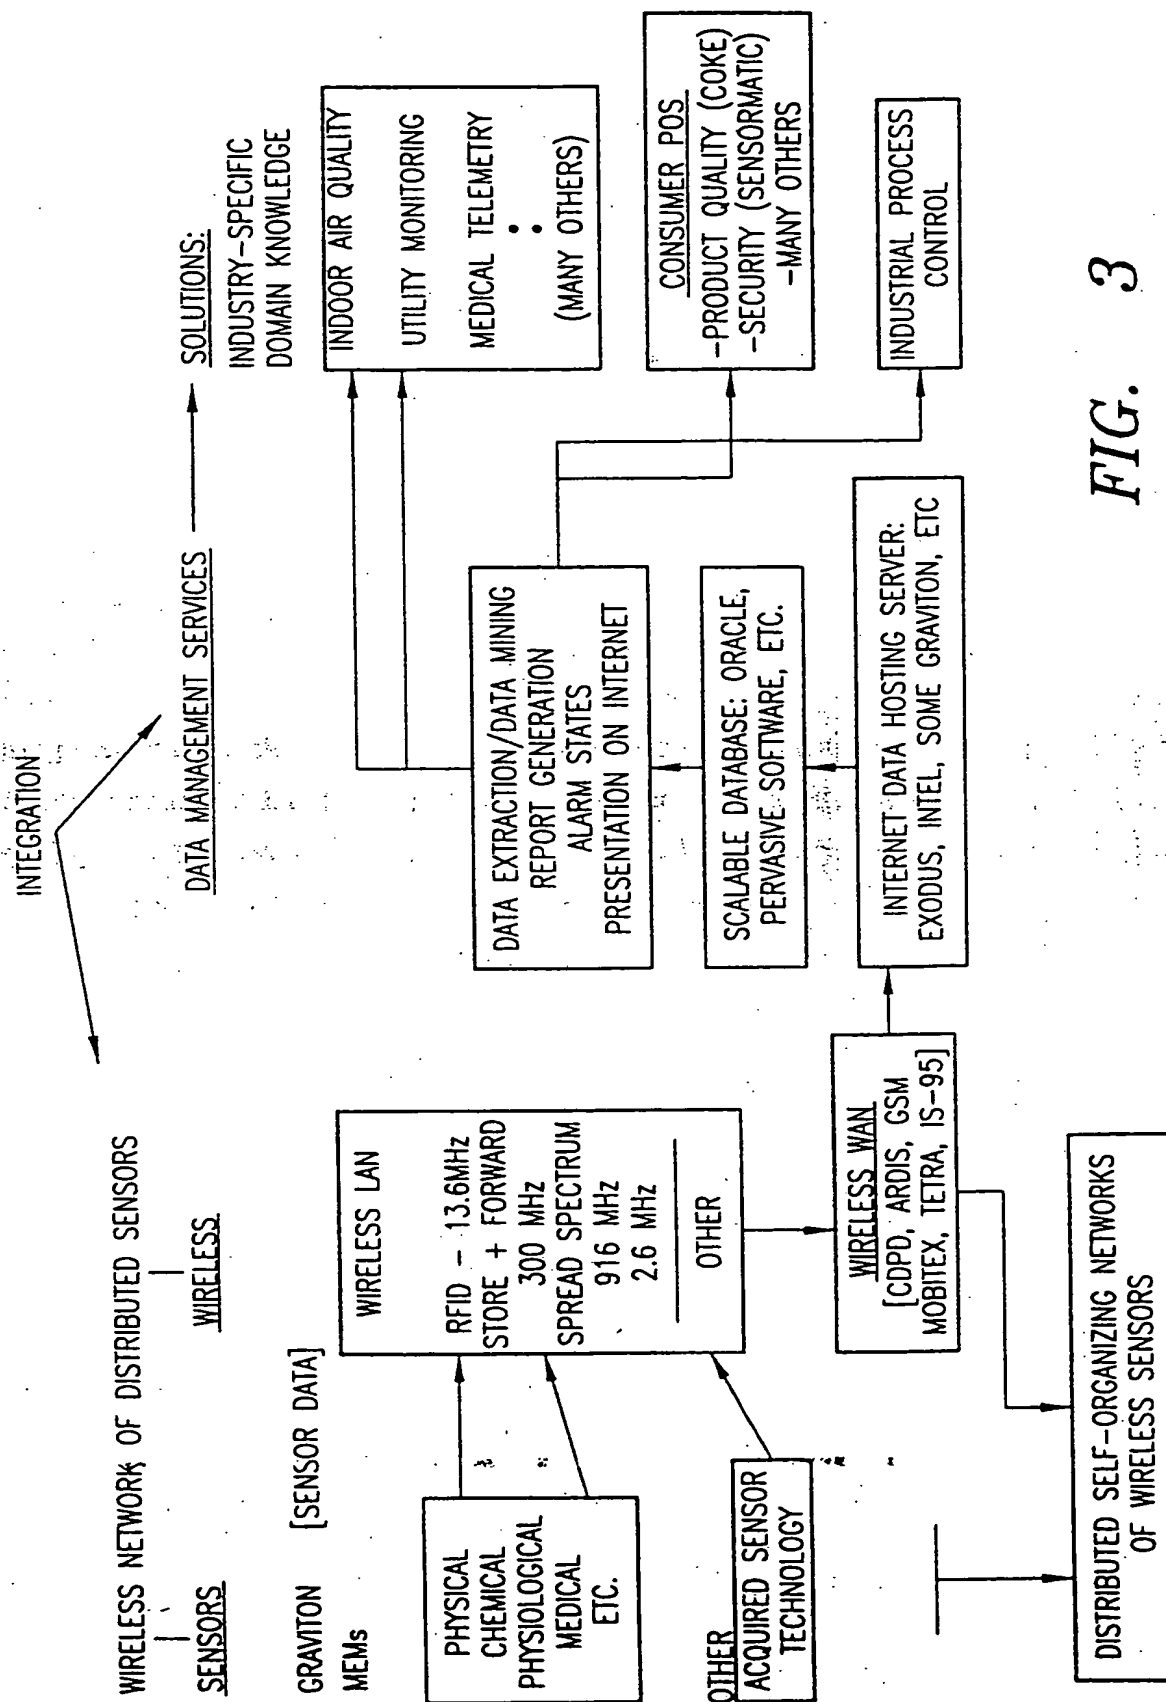 INTEGRATION
WIRELESS NETWORK OF DISTRIBUTED SENSORS
SENSORS
WIRELESS
DATA MANAGEMENT SERVICES
SOLUTIONS:
INDUSTRY-SPECIFIC
DOMAIN KNOWLEDGE
GRAVITON
MEMs
[SENSOR DATA]
PHYSICAL
CHEMICAL
PHYSIOLOGICAL
MEDICAL
ETC.
OTHER
ACQUIRED SENSOR
TECHNOLOGY
WIRELESS LAN
RFID - 13.6MHz
STORE + FORWARD
300 MHz
SPREAD SPECTRUM
916 MHz
2.6 MHz
OTHER
WIRELESS WAN
[CDPD, ARDIS, GSM
MOBITEX, TETRA, IS-95]
DISTRIBUTED SELF-ORGANIZING NETWORKS
OF WIRELESS SENSORS
DATA EXTRACTION/DATA MINING
REPORT GENERATION
ALARM STATES
PRESENTATION ON INTERNET
SCALABLE DATABASE: ORACLE,
PERVASIVE SOFTWARE, ETC.
INTERNET DATA HOSTING SERVER:
EXODUS, INTEL, SOME GRAVITON, ETC
INDOOR AIR QUALITY
UTILITY MONITORING
MEDICAL TELEMETRY
(MANY OTHERS)
CONSUMER POS
-PRODUCT QUALITY (COKE)
-SECURITY (SENSORMATIC)
-MANY OTHERS
INDUSTRIAL PROCESS
CONTROL
FIG. 3